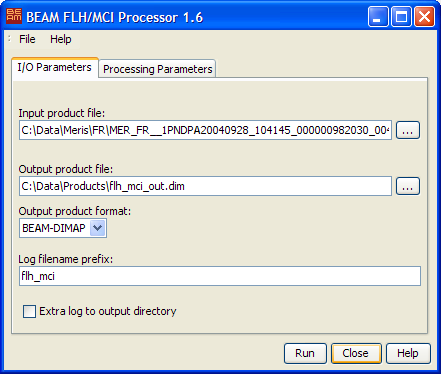 BEAM FLH/MCI Processor 1.6
File Help
I/O Parameters Processing Parameters
Input product file:
C:\Data\Meris\FR\MER_FR__1PNDPA20040928_104145_000000982030_004
...
Output product file:
C:\Data\Products\flh_mci_out.dim
...
Output product format:
BEAM-DIMAP
Log filename prefix:
flh_mci
Extra log to output directory
Run Close Help